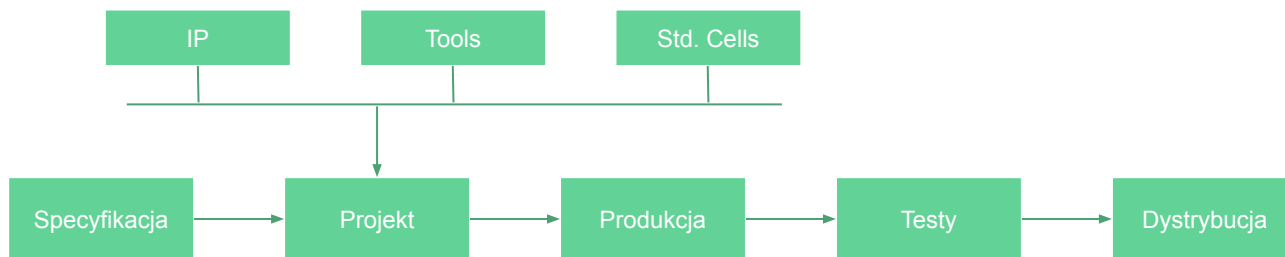 IP
Tools
Std. Cells
Specyfikacja
Projekt
Produkcja
Testy
Dystrybucja